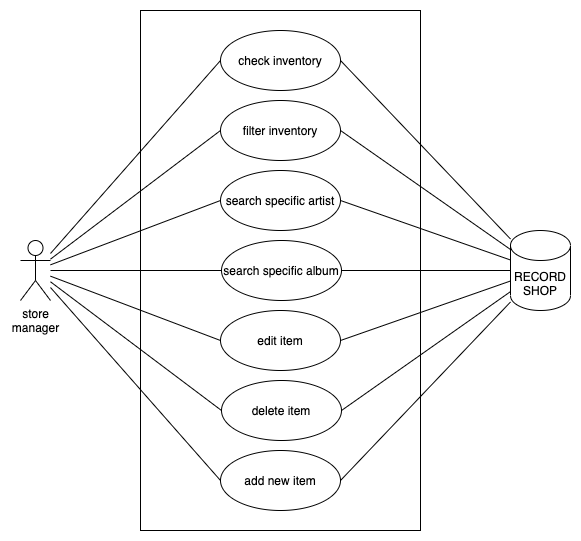 check inventory
filter inventory
search specific artist
search specific album
edit item
delete item
add new item
store
manager
RECORD
SHOP